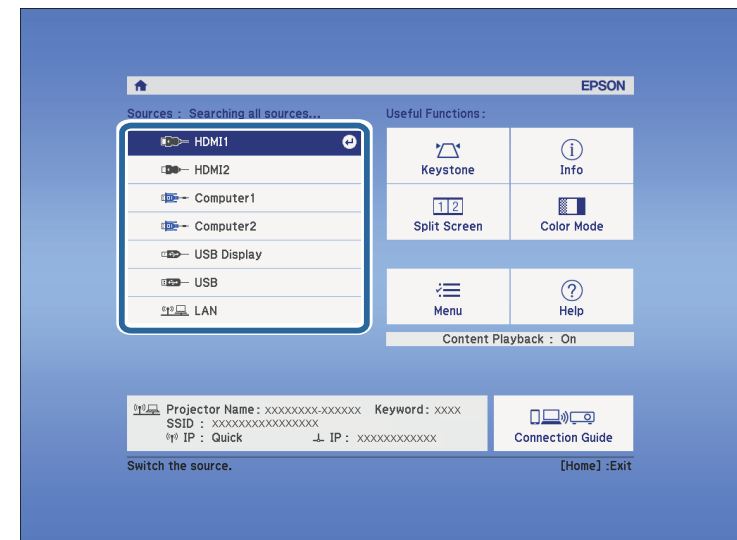 EPSON
Sources : Searching all sources...
HDMI1
HDMI2
Computer1
Computer2
USB Display
USB
LAN
Useful Functions :
Keystone
Info
1 2
Split Screen
Color Mode
Menu
Help
Content Playback : On
Projector Name : xxxxxxxx-xxxxxx Keyword : xxxx
SSID : xxxxxxxxxxxxxxxx
IP : Quick IP : xxxxxxxxxxxx
Connection Guide
Switch the source.
[Home] :Exit